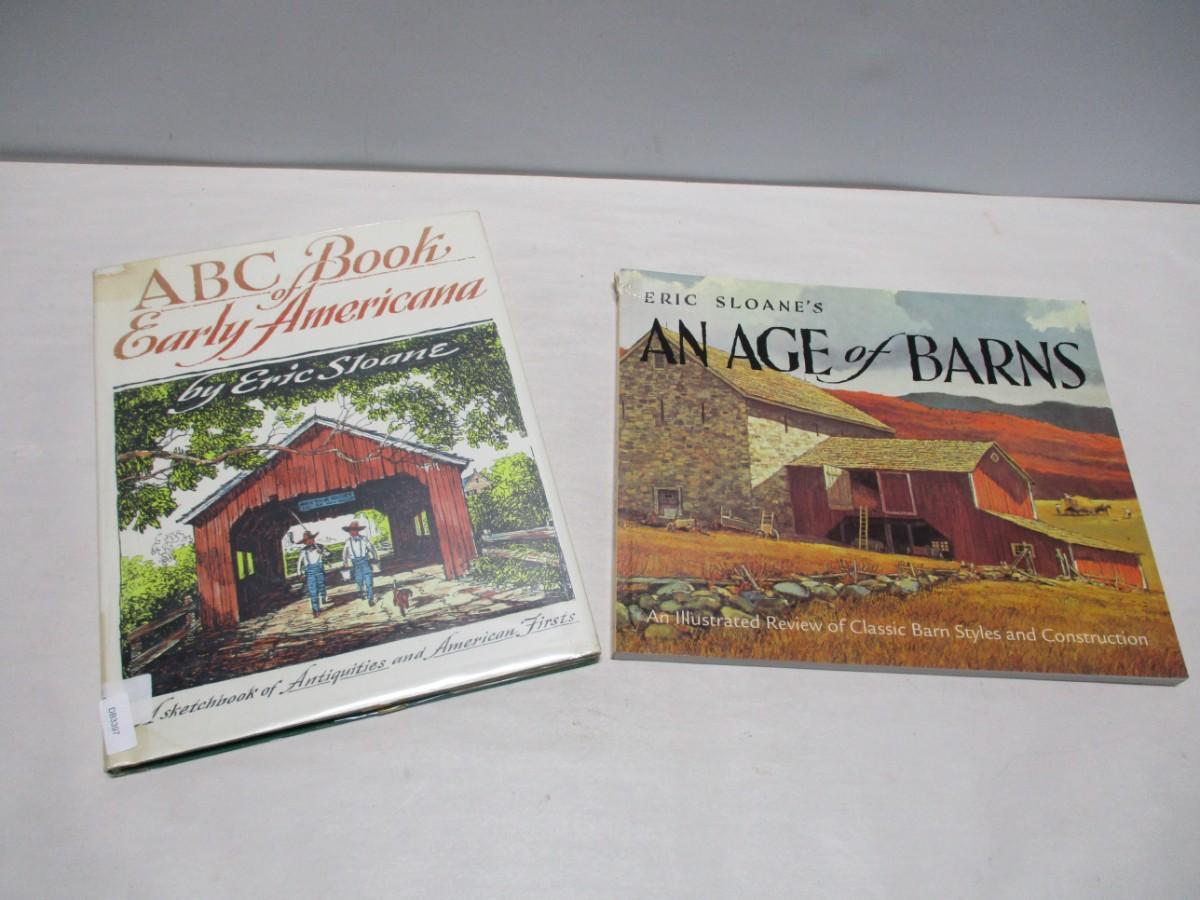 ABC Book
of
Early Americana
by Eric Sloane
A sketchbook of Antiquities and American Firsts
DB3397
ERIC SLOANE'S
AN AGE of BARNS
An Illustrated Review of Classic Barn Styles and Construction